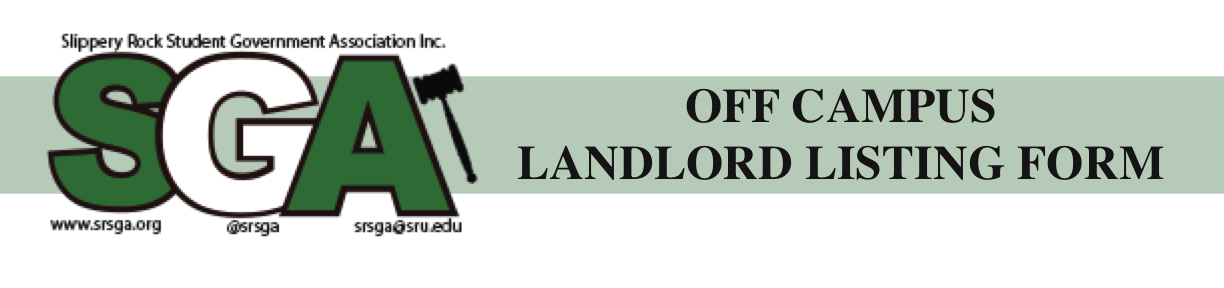 Slippery Rock Student Government Association Inc.
SGA
www.srsga.org @srsga srsga@sru.edu
OFF CAMPUS
LANDLORD LISTING FORM